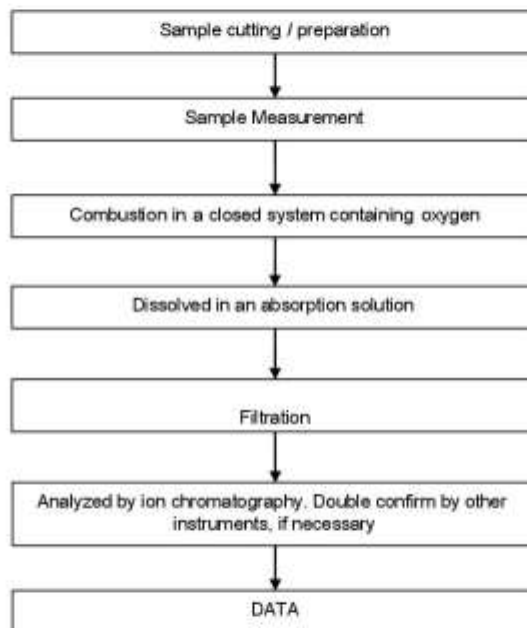 Sample cutting / preparation
Sample Measurement
Combustion in a closed system containing oxygen
Dissolved in an absorption solution
Filtration
Analyzed by ion chromatography. Double confirm by other
instruments, if necessary
DATA